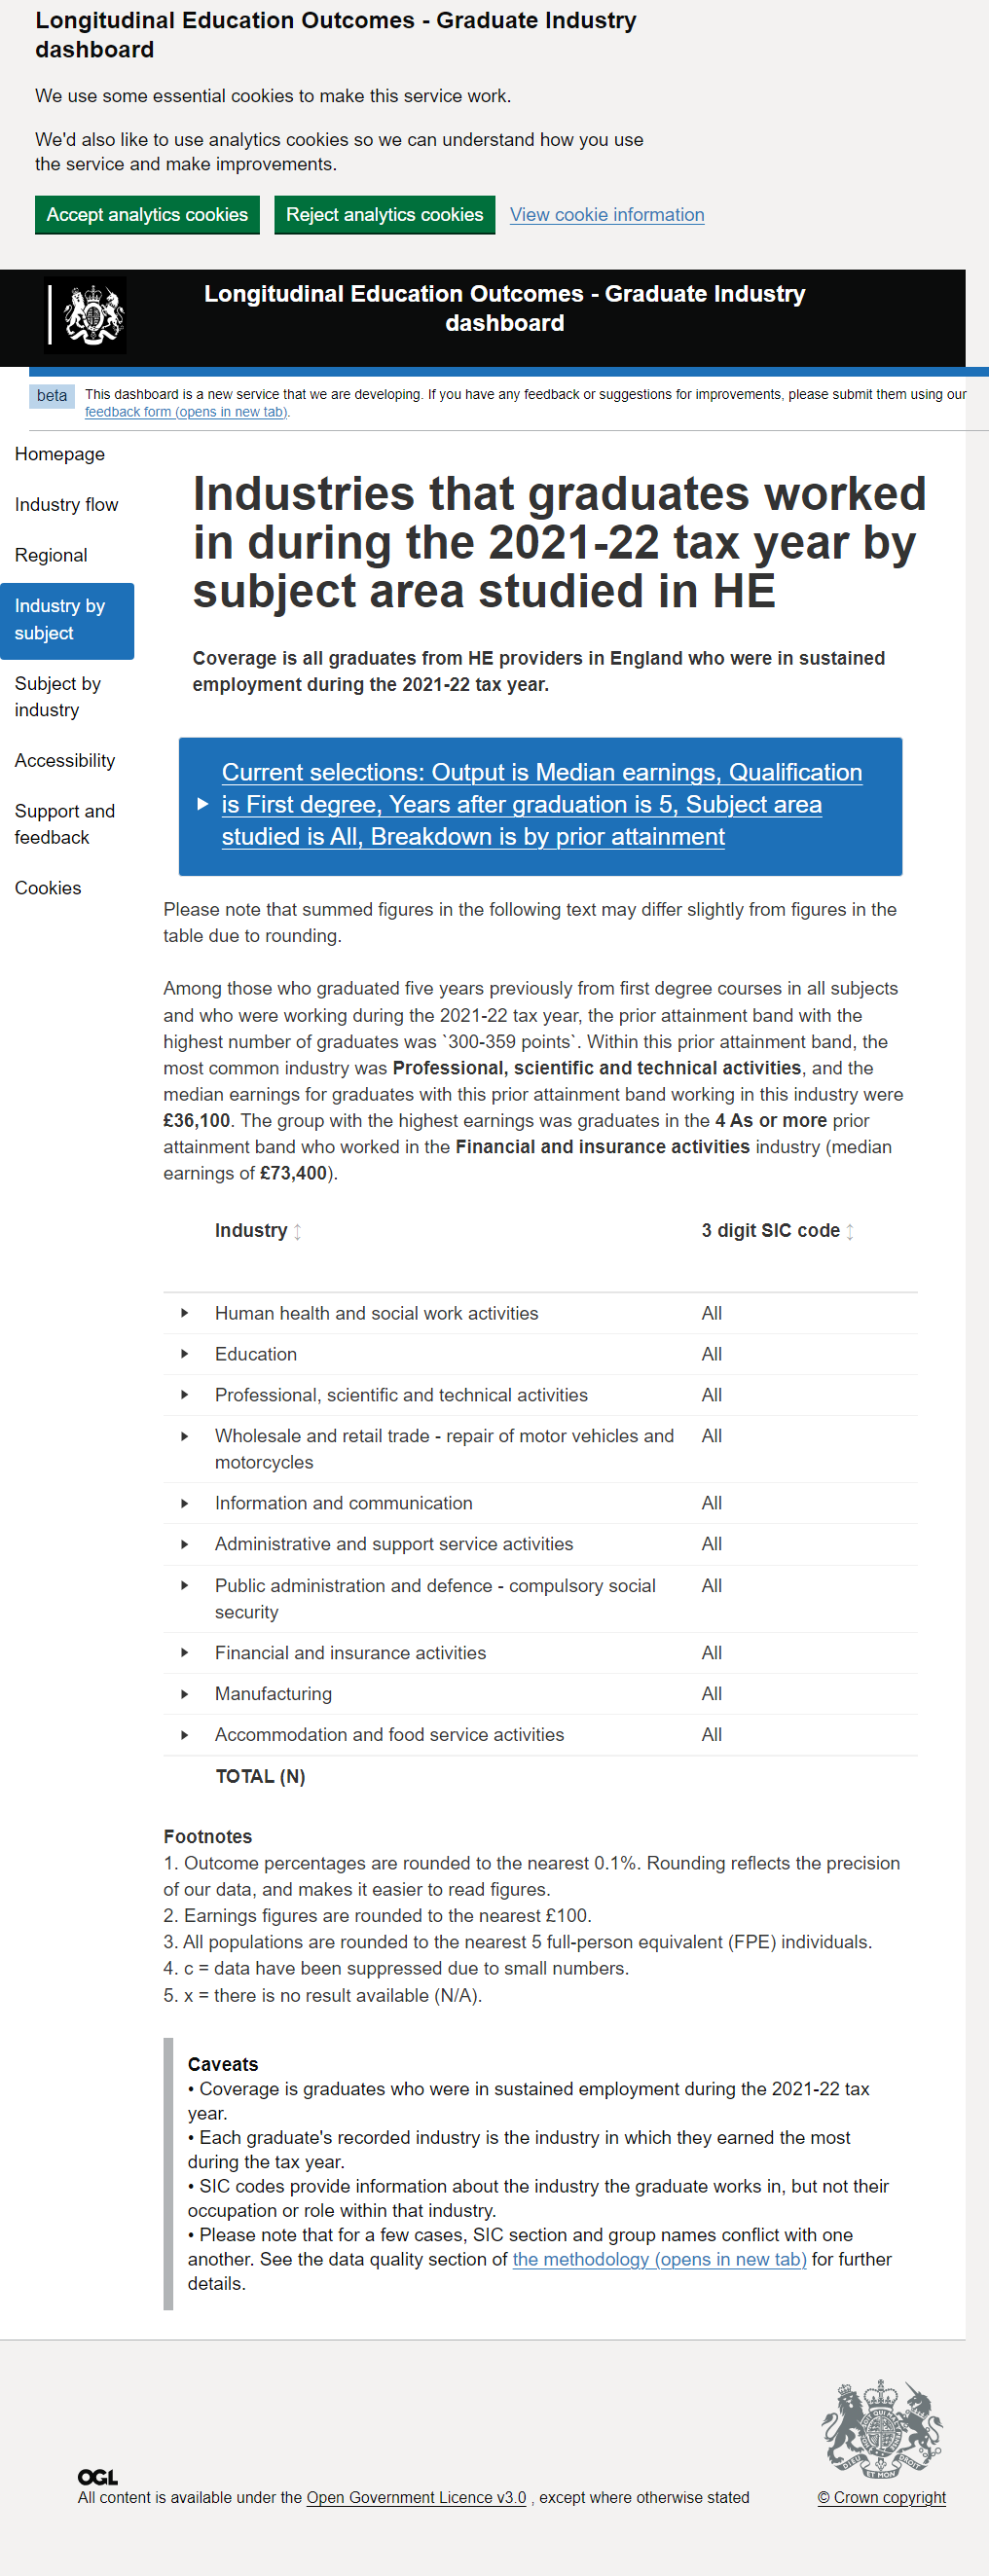 Longitudinal Education Outcomes - Graduate Industry
dashboard
We use some essential cookies to make this service work.
We'd also like to use analytics cookies so we can understand how you use
the service and make improvements.
Accept analytics cookies
Reject analytics cookies
View cookie information
Longitudinal Education Outcomes - Graduate Industry
dashboard
beta
This dashboard is a new service that we are developing. If you have any feedback or suggestions for improvements, please submit them using our
feedback form (opens in new tab).
Homepage
Industry flow
Regional
Industry by
subject
Subject by
industry
Accessibility
Support and
feedback
Cookies
Industries that graduates worked
in during the 2021-22 tax year by
subject area studied in HE
Coverage is all graduates from HE providers in England who were in sustained
employment during the 2021-22 tax year.
Current selections: Output is Median earnings, Qualification
is First degree, Years after graduation is 5, Subject area
studied is All, Breakdown is by prior attainment
Please note that summed figures in the following text may differ slightly from figures in the
table due to rounding.
Among those who graduated five years previously from first degree courses in all subjects
and who were working during the 2021-22 tax year, the prior attainment band with the
highest number of graduates was `300-359 points`. Within this prior attainment band, the
most common industry was Professional, scientific and technical activities, and the
median earnings for graduates with this prior attainment band working in this industry were
£36,100. The group with the highest earnings was graduates in the 4 As or more prior
attainment band who worked in the Financial and insurance activities industry (median
earnings of £73,400).
Industry 3 digit SIC code
Human health and social work activities All
Education All
Professional, scientific and technical activities All
Wholesale and retail trade - repair of motor vehicles and All
motorcycles
Information and communication All
Administrative and support service activities All
Public administration and defence - compulsory social All
security
Financial and insurance activities All
Manufacturing All
Accommodation and food service activities All
TOTAL (N)
Footnotes
1. Outcome percentages are rounded to the nearest 0.1%. Rounding reflects the precision
of our data, and makes it easier to read figures.
2. Earnings figures are rounded to the nearest £100.
3. All populations are rounded to the nearest 5 full-person equivalent (FPE) individuals.
4. c = data have been suppressed due to small numbers.
5. x = there is no result available (N/A).
Caveats
• Coverage is graduates who were in sustained employment during the 2021-22 tax
year.
• Each graduate's recorded industry is the industry in which they earned the most
during the tax year.
• SIC codes provide information about the industry the graduate works in, but not their
occupation or role within that industry.
• Please note that for a few cases, SIC section and group names conflict with one
another. See the data quality section of the methodology (opens in new tab) for further
details.
OGL
All content is available under the Open Government Licence v3.0 , except where otherwise stated
© Crown copyright